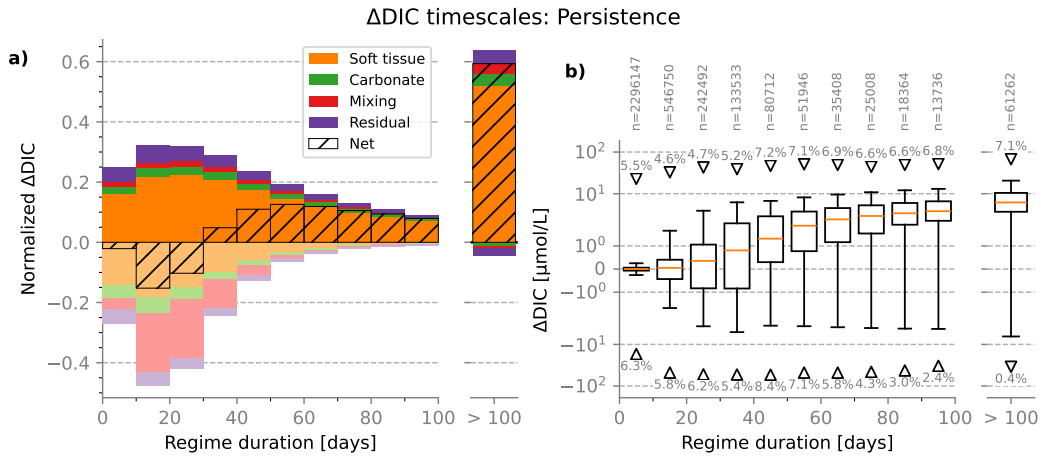 ΔDIC timescales: Persistence
a)
Normalized ΔDIC
0.6
0.4
0.2
0.0
−0.2
−0.4
Soft tissue
Carbonate
Mixing
Residual
Net
0 20 40 60 80 100 > 100
Regime duration [days]
b)
n=2296147
n=546750
n=242492
n=133533
n=80712
n=51946
n=35408
n=25008
n=18364
n=13736
n=61262
ΔDIC [μmol/L]
10²
10¹
10⁰
0
−10⁰
−10¹
−10²
5.5% 4.6% 4.7% 5.2% 7.2% 7.1% 6.9% 6.6% 6.6% 6.8% 7.1%
6.3% 5.8% 6.2% 5.4% 8.4% 7.1% 5.8% 4.3% 3.0% 2.4% 0.4%
0 20 40 60 80 100 > 100
Regime duration [days]